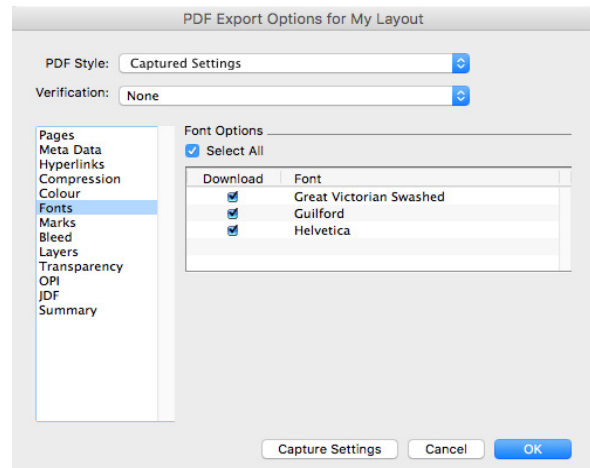 PDF Export Options for My Layout
PDF Style: Captured Settings
Verification: None
Pages
Meta Data
Hyperlinks
Compression
Colour
Fonts
Marks
Bleed
Layers
Transparency
OPI
JDF
Summary
Font Options
Select All
Download Font
Great Victorian Swashed
Guilford
Helvetica
Capture Settings Cancel OK